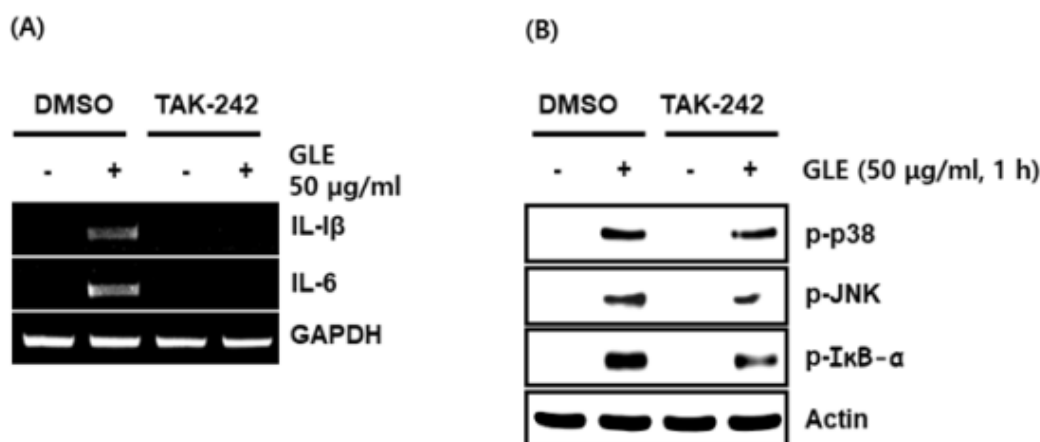 (A)
DMSO TAK-242
- + - + GLE
50 µg/ml
IL-Iβ
IL-6
GAPDH
(B)
DMSO TAK-242
- + - + GLE (50 µg/ml, 1 h)
p-p38
p-JNK
p-IκB-α
Actin